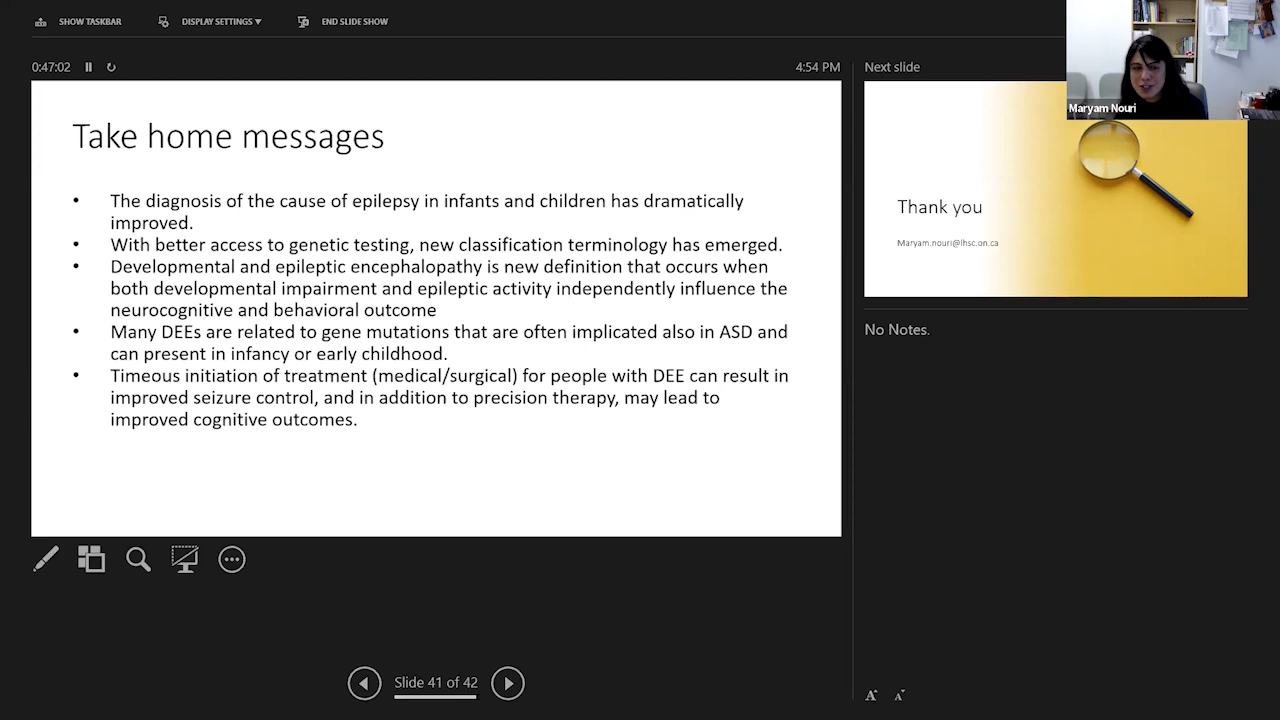 SHOW TASKBAR
DISPLAY SETTINGS ▼
END SLIDE SHOW
0:47:02
4:54 PM
Next slide
Maryam Nouri
Take home messages
• The diagnosis of the cause of epilepsy in infants and children has dramatically
improved.
• With better access to genetic testing, new classification terminology has emerged.
• Developmental and epileptic encephalopathy is new definition that occurs when
both developmental impairment and epileptic activity independently influence the
neurocognitive and behavioral outcome
• Many DEEs are related to gene mutations that are often implicated also in ASD and
can present in infancy or early childhood.
• Timeous initiation of treatment (medical/surgical) for people with DEE can result in
improved seizure control, and in addition to precision therapy, may lead to
improved cognitive outcomes.
Thank you
Maryam.nouri@lhsc.on.ca
No Notes.
Slide 41 of 42
A A